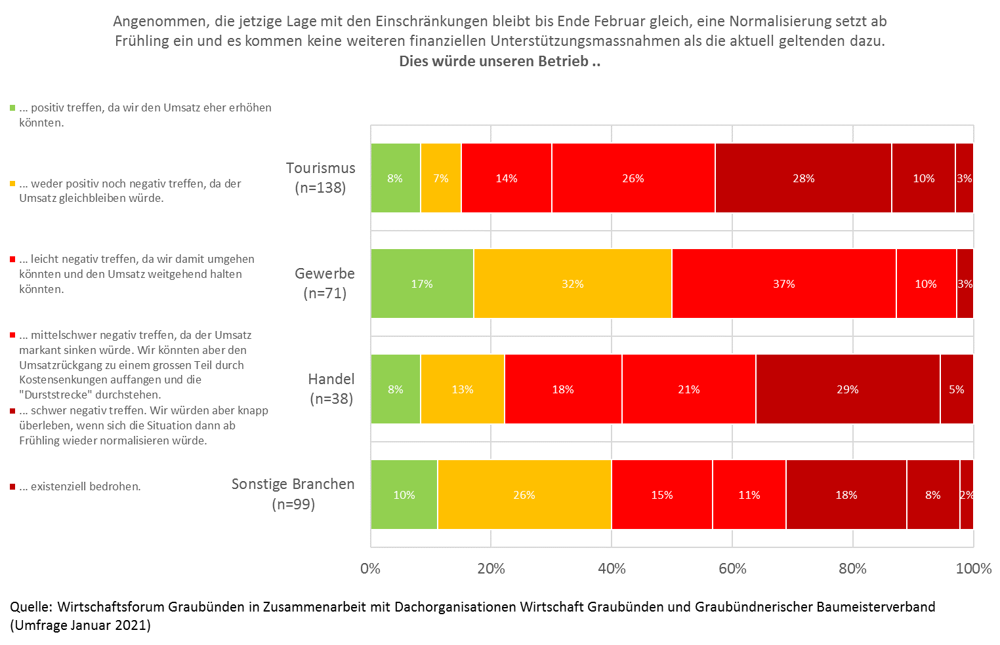 Angenommen, die jetzige Lage mit den Einschränkungen bleibt bis Ende Februar gleich, eine Normalisierung setzt ab
Frühling ein und es kommen keine weiteren finanziellen Unterstützungsmassnahmen als die aktuell geltenden dazu.
Dies würde unseren Betrieb ..
... positiv treffen, da wir den Umsatz eher erhöhen
könnten.
... weder positiv noch negativ treffen, da der
Umsatz gleichbleiben würde.
... leicht negativ treffen, da wir damit umgehen
könnten und den Umsatz weitgehend halten
könnten.
... mittelschwer negativ treffen, da der Umsatz
markant sinken würde. Wir könnten aber den
Umsatzrückgang zu einem grossen Teil durch
Kostensenkungen auffangen und die
"Durststrecke" durchstehen.
... schwer negativ treffen. Wir würden aber knapp
überleben, wenn sich die Situation dann ab
Frühling wieder normalisieren würde.
... existenziell bedrohen.
Tourismus
(n=138)
8% 7% 14% 26% 28% 10% 3%
Gewerbe
(n=71)
17% 32% 37% 10% 3%
Handel
(n=38)
8% 13% 18% 21% 29% 5%
Sonstige Branchen
(n=99)
10% 26% 15% 11% 18% 8% 2%
0% 20% 40% 60% 80% 100%
Quelle: Wirtschaftsforum Graubünden in Zusammenarbeit mit Dachorganisationen Wirtschaft Graubünden und Graubündnerischer Baumeisterverband
(Umfrage Januar 2021)